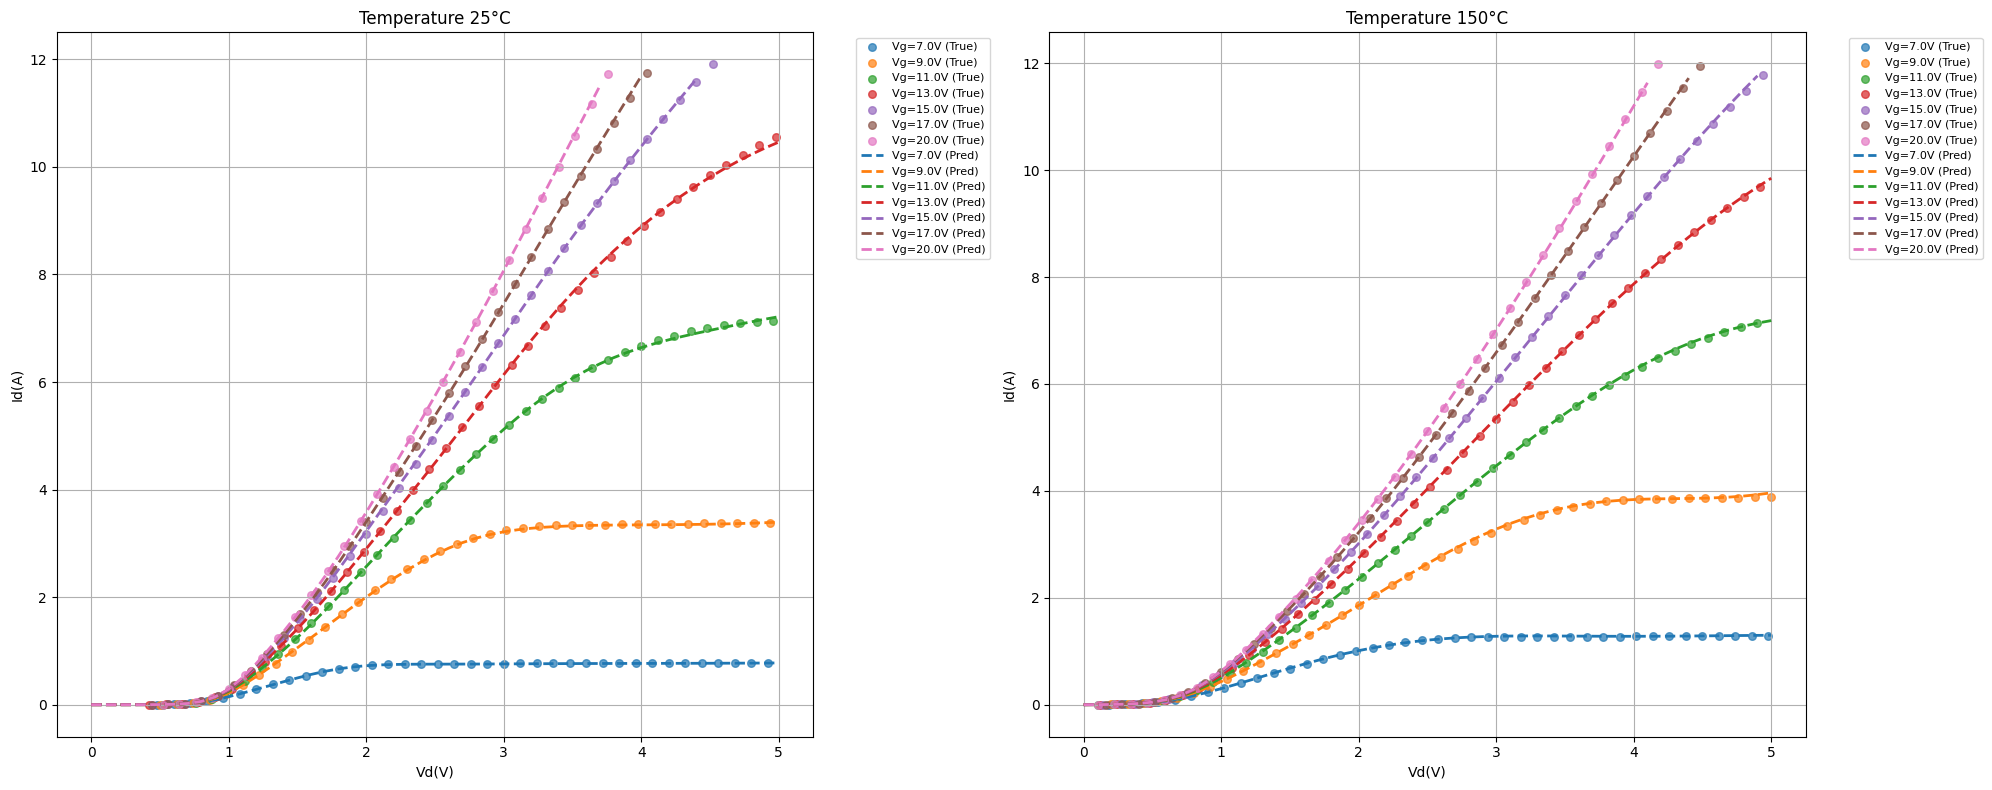 Temperature 25°C
Id(A)
12
10
8
6
4
2
0
0 1 2 3 4 5
Vd(V)
Vg=7.0V (True)
Vg=9.0V (True)
Vg=11.0V (True)
Vg=13.0V (True)
Vg=15.0V (True)
Vg=17.0V (True)
Vg=20.0V (True)
Vg=7.0V (Pred)
Vg=9.0V (Pred)
Vg=11.0V (Pred)
Vg=13.0V (Pred)
Vg=15.0V (Pred)
Vg=17.0V (Pred)
Vg=20.0V (Pred)
Temperature 150°C
Id(A)
12
10
8
6
4
2
0
0 1 2 3 4 5
Vd(V)
Vg=7.0V (True)
Vg=9.0V (True)
Vg=11.0V (True)
Vg=13.0V (True)
Vg=15.0V (True)
Vg=17.0V (True)
Vg=20.0V (True)
Vg=7.0V (Pred)
Vg=9.0V (Pred)
Vg=11.0V (Pred)
Vg=13.0V (Pred)
Vg=15.0V (Pred)
Vg=17.0V (Pred)
Vg=20.0V (Pred)